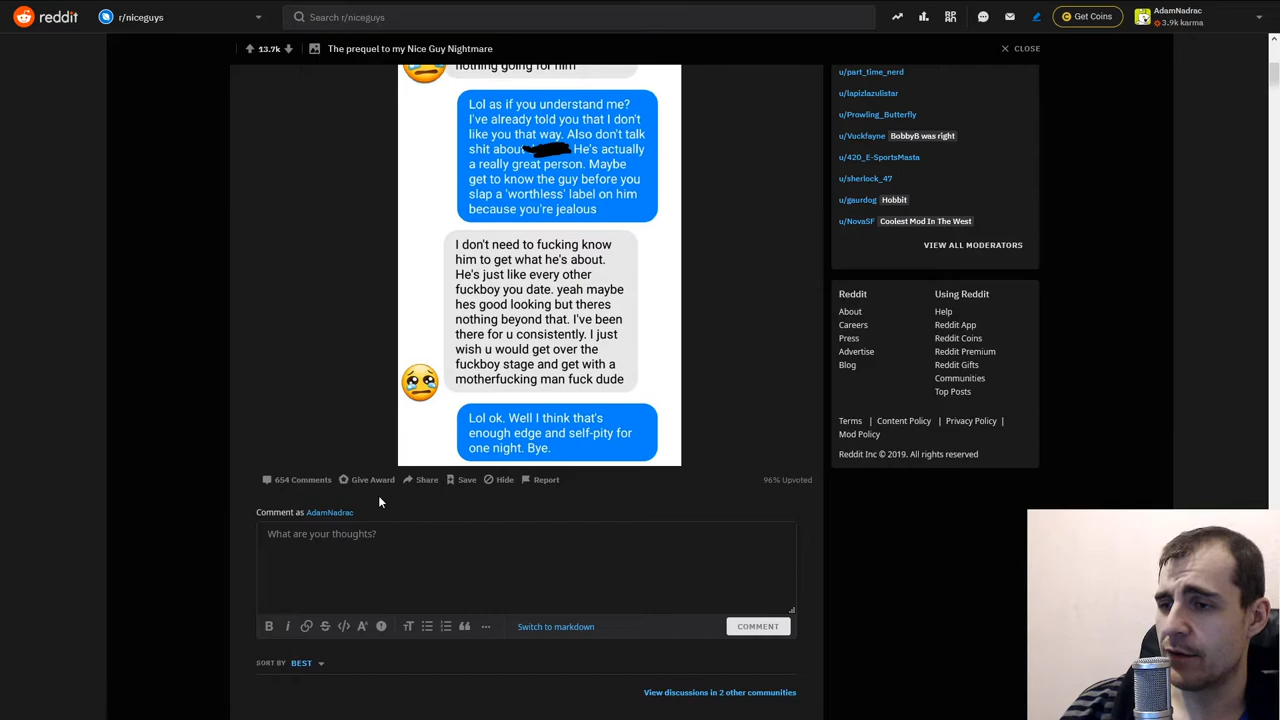 reddit
r/niceguys
Search r/niceguys
Get Coins
AdamNadrac
3.9k karma
13.7k
The prequel to my Nice Guy Nightmare
CLOSE
nothing going for him
Lol as if you understand me?
I've already told you that I don't
like you that way. Also don't talk
shit about He's actually
a really great person. Maybe
get to know the guy before you
slap a 'worthless' label on him
because you're jealous
I don't need to fucking know
him to get what he's about.
He's just like every other
fuckboy you date. yeah maybe
hes good looking but theres
nothing beyond that. I've been
there for u consistently. I just
wish u would get over the
fuckboy stage and get with a
motherfucking man fuck dude
Lol ok. Well I think that's
enough edge and self-pity for
one night. Bye.
654 Comments Give Award Share Save Hide Report
96% Upvoted
Comment as AdamNadrac
What are your thoughts?
Switch to markdown
COMMENT
SORT BY BEST
View discussions in 2 other communities
u/part_time_nerd
u/lapizlazulistar
u/Prowling_Butterfly
u/Vuckfayne BobbyB was right
u/420_E-SportsMasta
u/sherlock_47
u/gaurdog Hobbit
u/NovaSF Coolest Mod In The West
VIEW ALL MODERATORS
Reddit
About
Careers
Press
Advertise
Blog
Using Reddit
Help
Reddit App
Reddit Coins
Reddit Premium
Reddit Gifts
Communities
Top Posts
Terms | Content Policy | Privacy Policy |
Mod Policy
Reddit Inc © 2019. All rights reserved